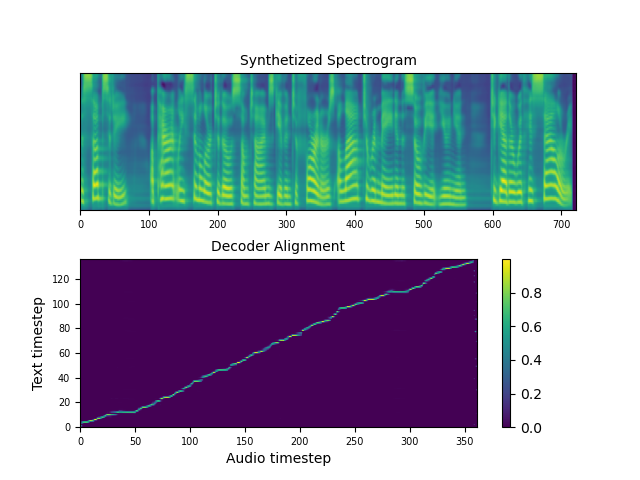 Synthetized Spectrogram
0 100 200 300 400 500 600 700
Decoder Alignment
120
100
80
60
40
20
0
Text timestep
0 50 100 150 200 250 300 350
Audio timestep
0.8
0.6
0.4
0.2
0.0